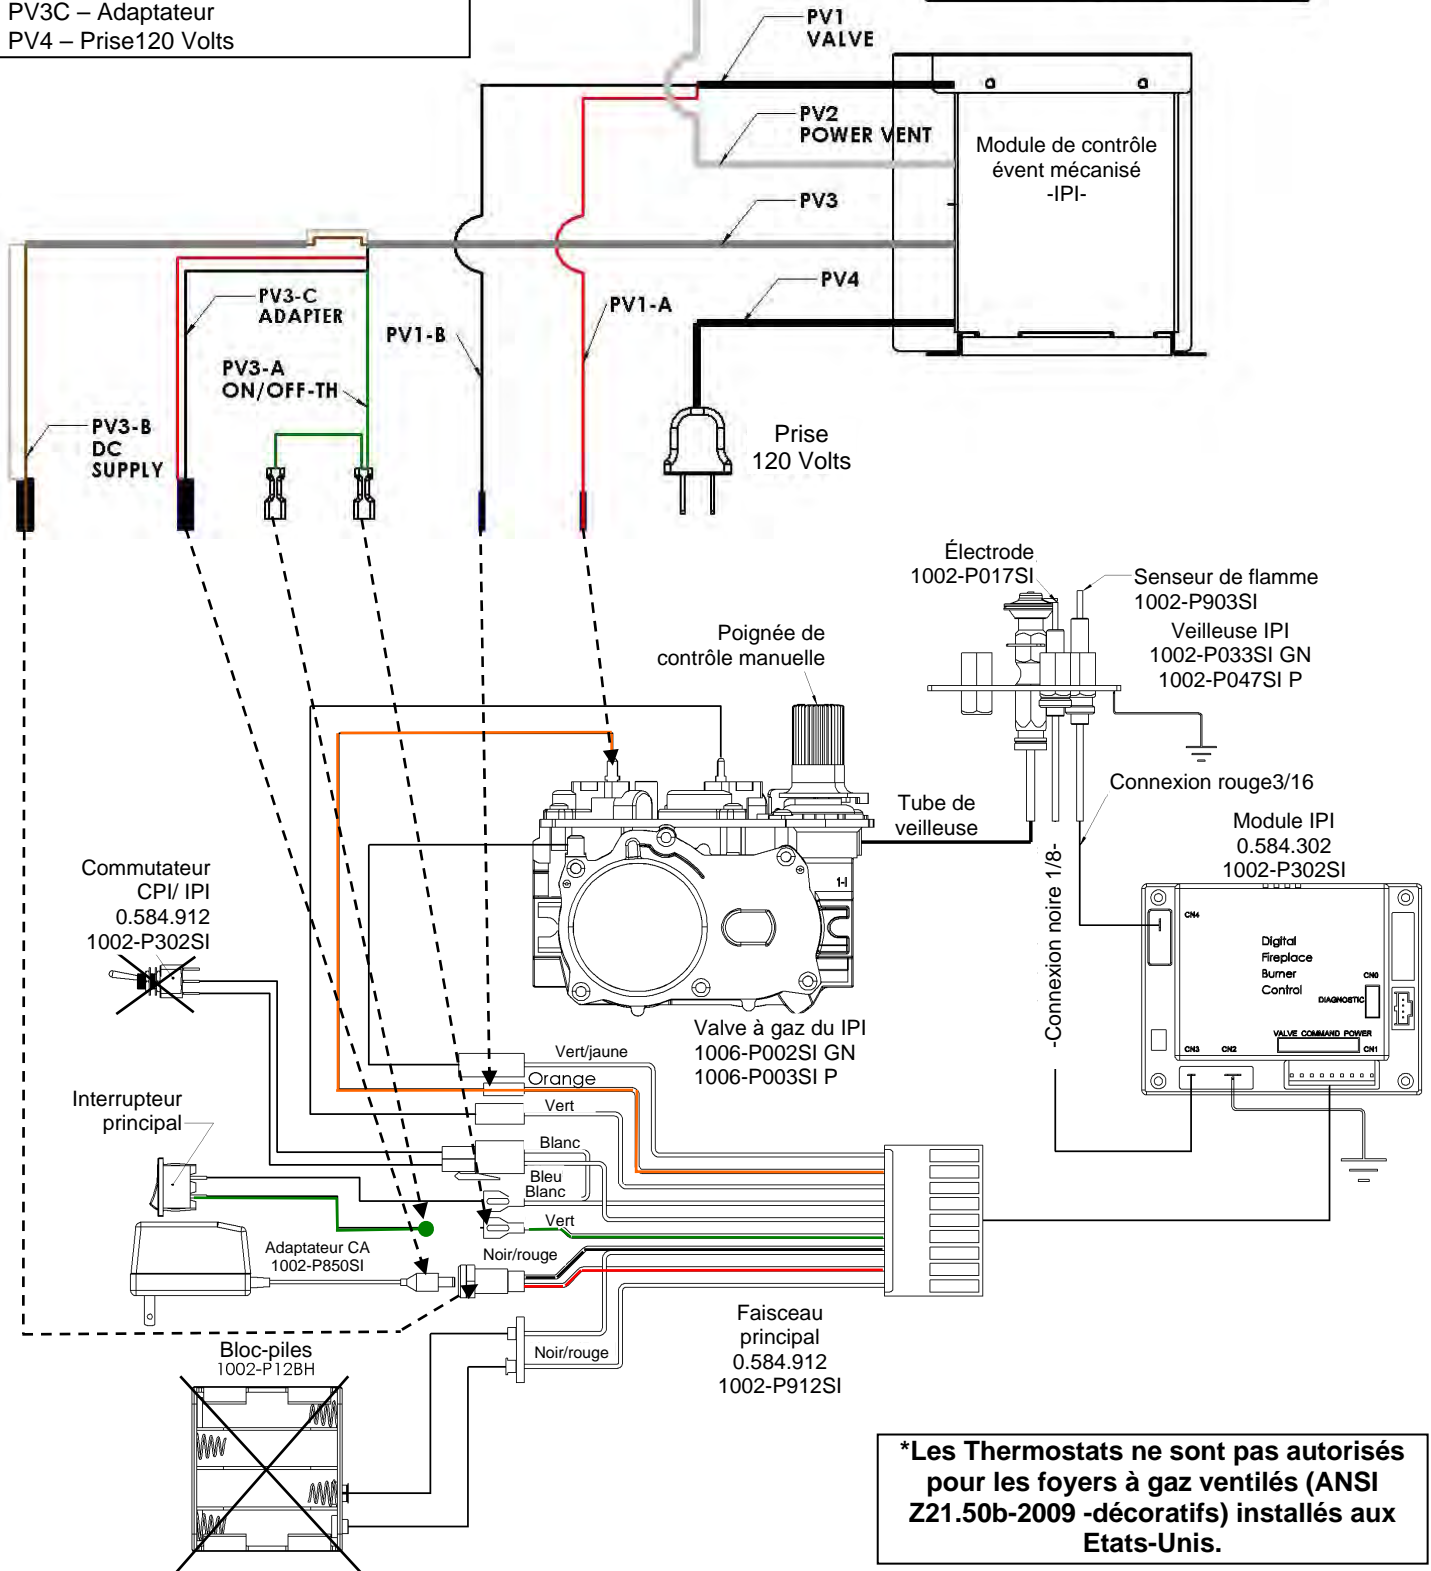 PV3C – Adaptateur
PV4 – Prise120 Volts
PV1
VALVE
PV2
POWER VENT
Module de contrôle
évent mécanisé
-IPI-
PV3
PV4
PV3-C
ADAPTER
PV1-B
PV1-A
PV3-A
ON/OFF-TH
PV3-B
DC
SUPPLY
Prise
120 Volts
Électrode
1002-P017SI
Senseur de flamme
1002-P903SI
Veilleuse IPI
1002-P033SI GN
1002-P047SI P
Poignée de
contrôle manuelle
Connexion rouge3/16
Tube de
veilleuse
Module IPI
0.584.302
1002-P302SI
-Connexion noire 1/8-
Commutateur
CPI/ IPI
0.584.912
1002-P302SI
1-I
CN4
Digital
Fireplace
Burner
Control
CN0
DIAGNOSTIC
VALVE COMMAND POWER
CN3
CN2
CN1
Valve à gaz du IPI
1006-P002SI GN
1006-P003SI P
Vert/jaune
Orange
Vert
Blanc
Bleu
Blanc
Vert
Noir/rouge
Interrupteur
principal
Adaptateur CA
1002-P850SI
Noir/rouge
Faisceau
principal
0.584.912
1002-P912SI
Bloc-piles
1002-P12BH
*Les Thermostats ne sont pas autorisés
pour les foyers à gaz ventilés (ANSI
Z21.50b-2009 -décoratifs) installés aux
Etats-Unis.